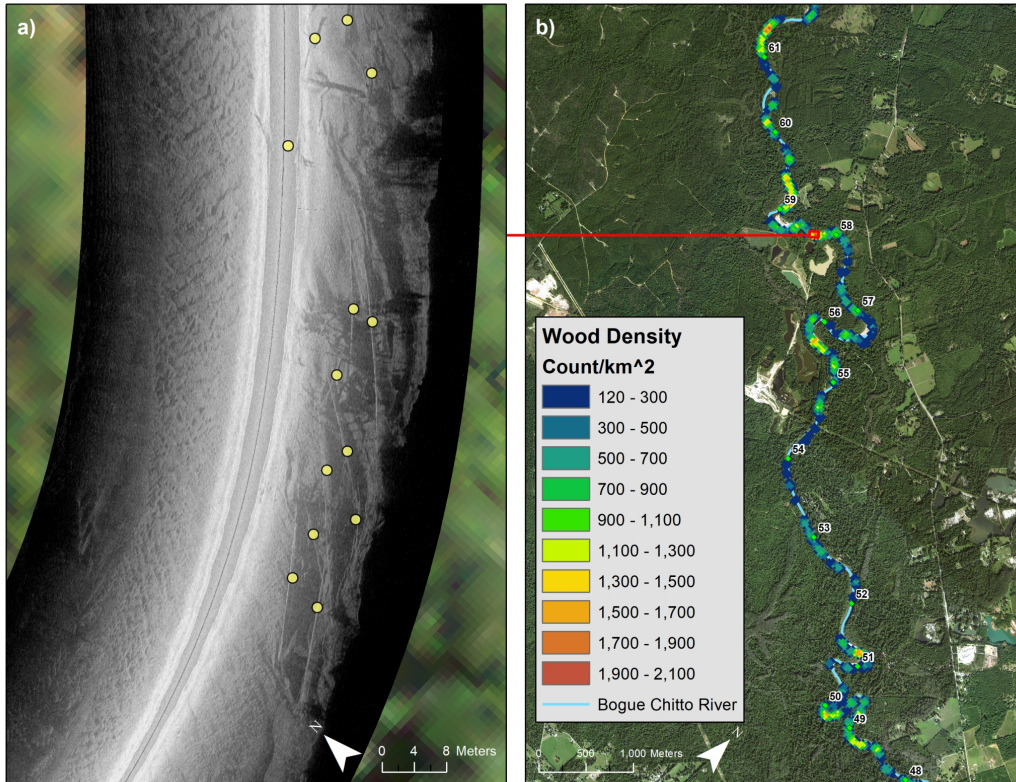 a)
N
0 4 8 Meters
b)
61
60
59
58
57
56
55
54
53
52
51
50
49
48
Wood Density
Count/km^2
120 - 300
300 - 500
500 - 700
700 - 900
900 - 1,100
1,100 - 1,300
1,300 - 1,500
1,500 - 1,700
1,700 - 1,900
1,900 - 2,100
Bogue Chitto River
N
0 500 1,000 Meters